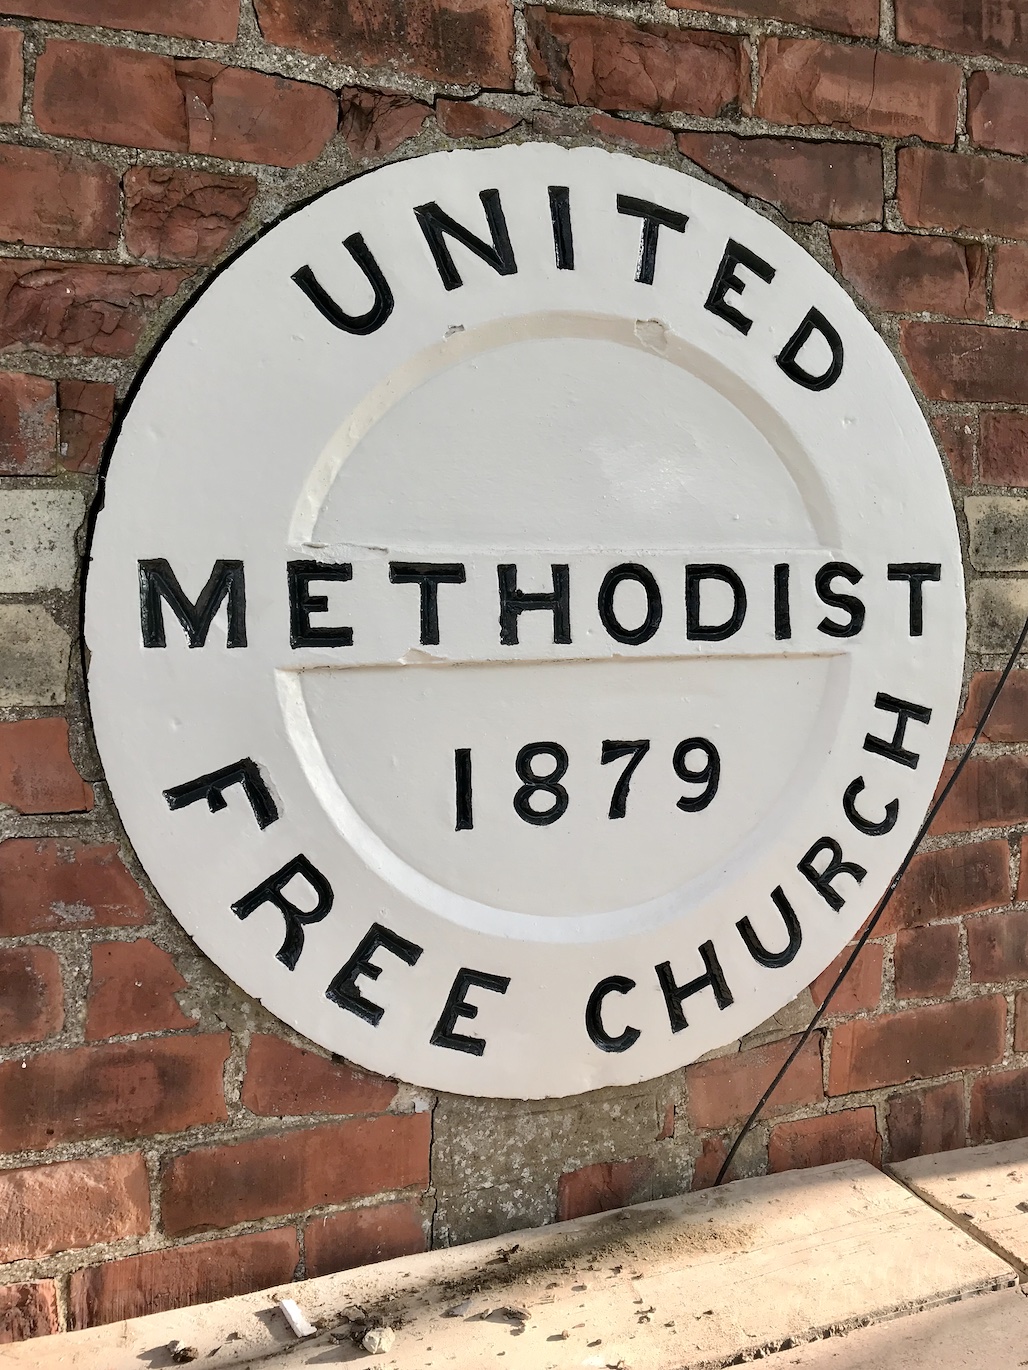 UNITED
METHODIST
1879
FREE CHURCH